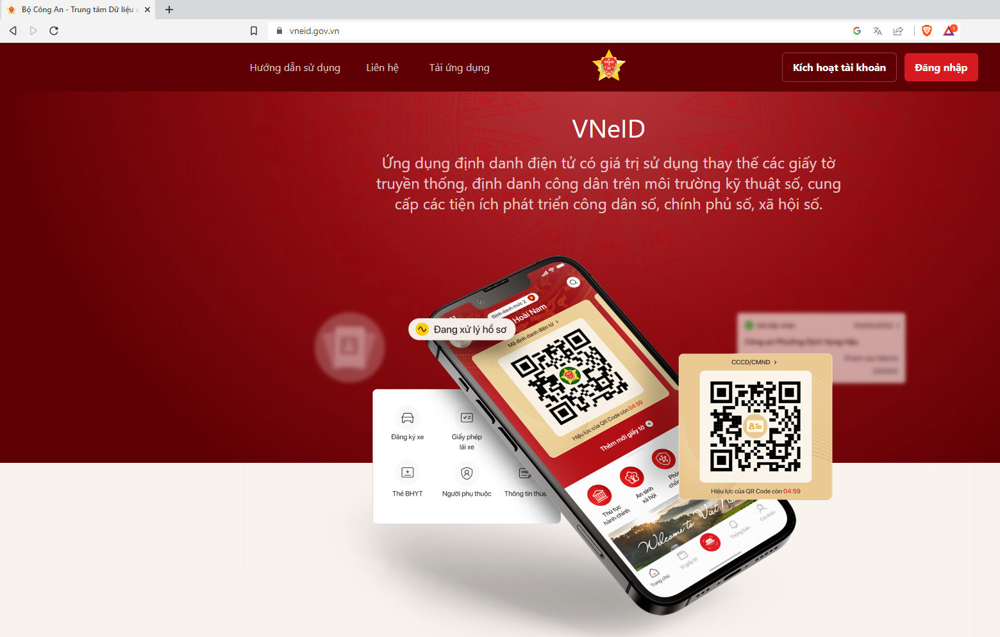 Bộ Công An - Trung tâm Dữ liệu
vneid.gov.vn
1
Hướng dẫn sử dụng
Liên hệ
Tải ứng dụng
VNeID
Kích hoạt tài khoản
Đăng nhập
VNeID
Ứng dụng định danh điện tử có giá trị sử dụng thay thế các giấy tờ
truyền thống, định danh công dân trên môi trường kỹ thuật số, cung
cấp các tiện ích phát triển công dân số, chính phủ số, xã hội số.
Định danh mức 2
Hoài Nam
Đang xử lý hồ sơ
Mã định danh điện tử
Hiệu lực của QR Code còn 04:59
Thêm mới giấy tờ
CCCD/CMND
Hiệu lực của QR Code còn 04:59
Đăng ký xe
Giấy phép
lái xe
Thẻ BHYT
Người phụ thuộc
VND
Thông tin thuế
Thủ tục
hành chính
An sinh
xã hội
Welcome to Viet
Trang chủ
Ví giấy tờ
Thông báo
Cá nhân